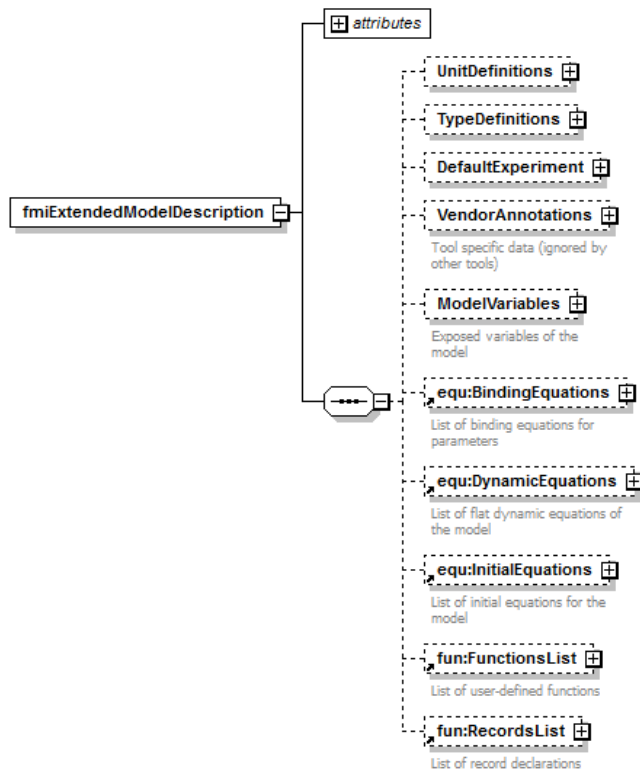 attributes
UnitDefinitions
TypeDefinitions
DefaultExperiment
fmiExtendedModelDescription
VendorAnnotations
Tool specific data (ignored by
other tools)
ModelVariables
Exposed variables of the
model
equ:BindingEquations
List of binding equations for
parameters
equ:DynamicEquations
List of flat dynamic equations of
the model
equ:InitialEquations
List of initial equations for the
model
fun:FunctionsList
List of user-defined functions
fun:RecordsList
List of record declarations